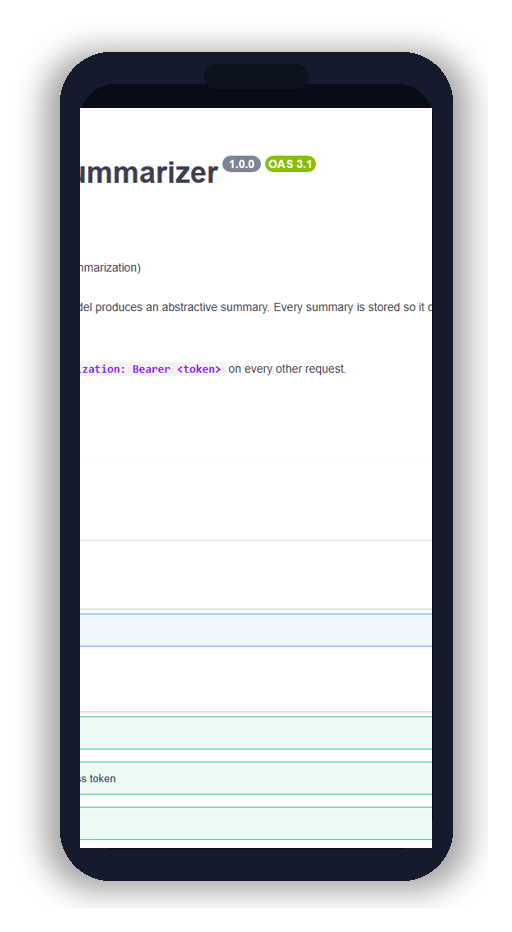 ummarizer 1.0.0 OAS 3.1
nmarization)
del produces an abstractive summary. Every summary is stored so it c
ization: Bearer <token> on every other request.
ss token